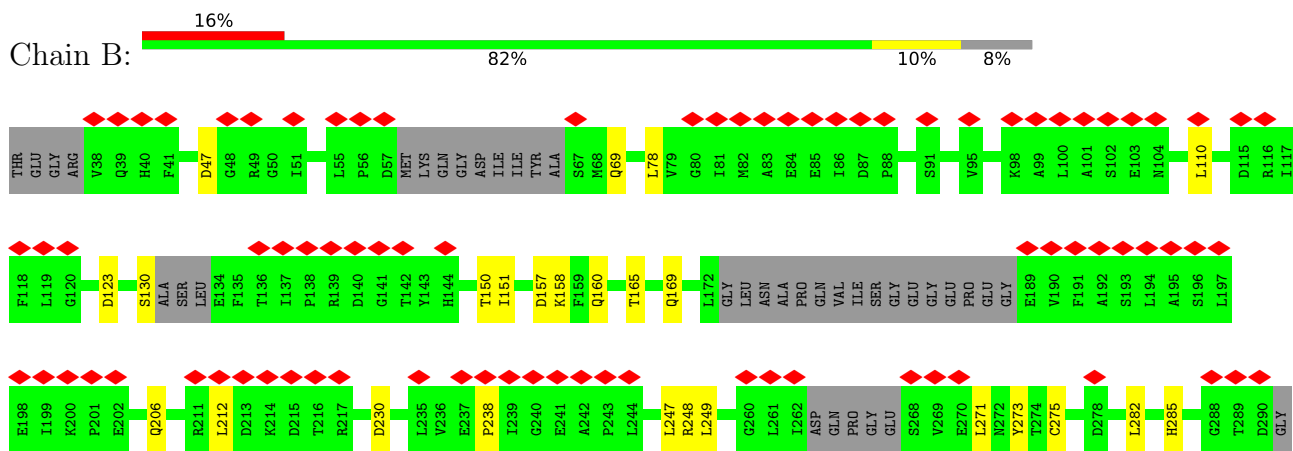 16%
Chain B:
82% 10% 8%
THR GLU GLY ARG V38 Q39 H40 F41 D47 G48 R49 G50 I51 L55 P56 D57 MET LYS GLN GLY ASP ILE ILE TYR ALA S67 M68 Q69 L78 V79 G80 I81 M82 A83 E84 E85 I86 D87 P88 S91 V95 K98 A99 L100 A101 S102 E103 N104 L110 D115 R116 I117
F118 L119 G120 D123 S130 ALA SER LEU E134 F135 T136 I137 P138 R139 D140 G141 T142 Y143 H144 T150 I151 D157 K158 F159 Q160 T165 Q169 L172 GLY LEU ASN ALA PRO GLN VAL ILE SER GLY GLU GLY GLU PRO GLU GLY E189 V190 F191 A192 S193 L194 A195 S196 L197
E198 I199 K200 P201 E202 Q206 R211 L212 D213 K214 D215 T216 R217 D230 L235 V236 E237 P238 I239 G240 E241 A242 P243 L244 L247 R248 L249 G260 L261 I262 ASP GLN PRO GLY GLU S268 V269 E270 L271 N272 Y273 T274 C275 D278 L282 H285 G288 T289 D290 GLY